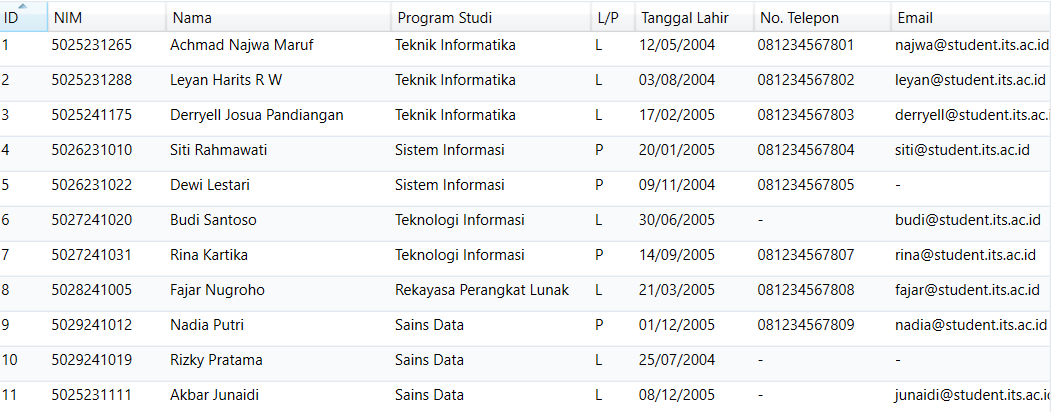 ID NIM Nama Program Studi L/P Tanggal Lahir No. Telepon Email
1 5025231265 Achmad Najwa Maruf Teknik Informatika L 12/05/2004 081234567801 najwa@student.its.ac.id
2 5025231288 Leyan Harits R W Teknik Informatika L 03/08/2004 081234567802 leyan@student.its.ac.id
3 5025241175 Derryell Josua Pandiangan Teknik Informatika L 17/02/2005 081234567803 derryell@student.its.ac.
4 5026231010 Siti Rahmawati Sistem Informasi P 20/01/2005 081234567804 siti@student.its.ac.id
5 5026231022 Dewi Lestari Sistem Informasi P 09/11/2004 081234567805 -
6 5027241020 Budi Santoso Teknologi Informasi L 30/06/2005 - budi@student.its.ac.id
7 5027241031 Rina Kartika Teknologi Informasi P 14/09/2005 081234567807 rina@student.its.ac.id
8 5028241005 Fajar Nugroho Rekayasa Perangkat Lunak L 21/03/2005 081234567808 fajar@student.its.ac.id
9 5029241012 Nadia Putri Sains Data P 01/12/2005 081234567809 nadia@student.its.ac.id
10 5029241019 Rizky Pratama Sains Data L 25/07/2004 - -
11 5025231111 Akbar Junaidi Sains Data L 08/12/2005 - junaidi@student.its.ac.id